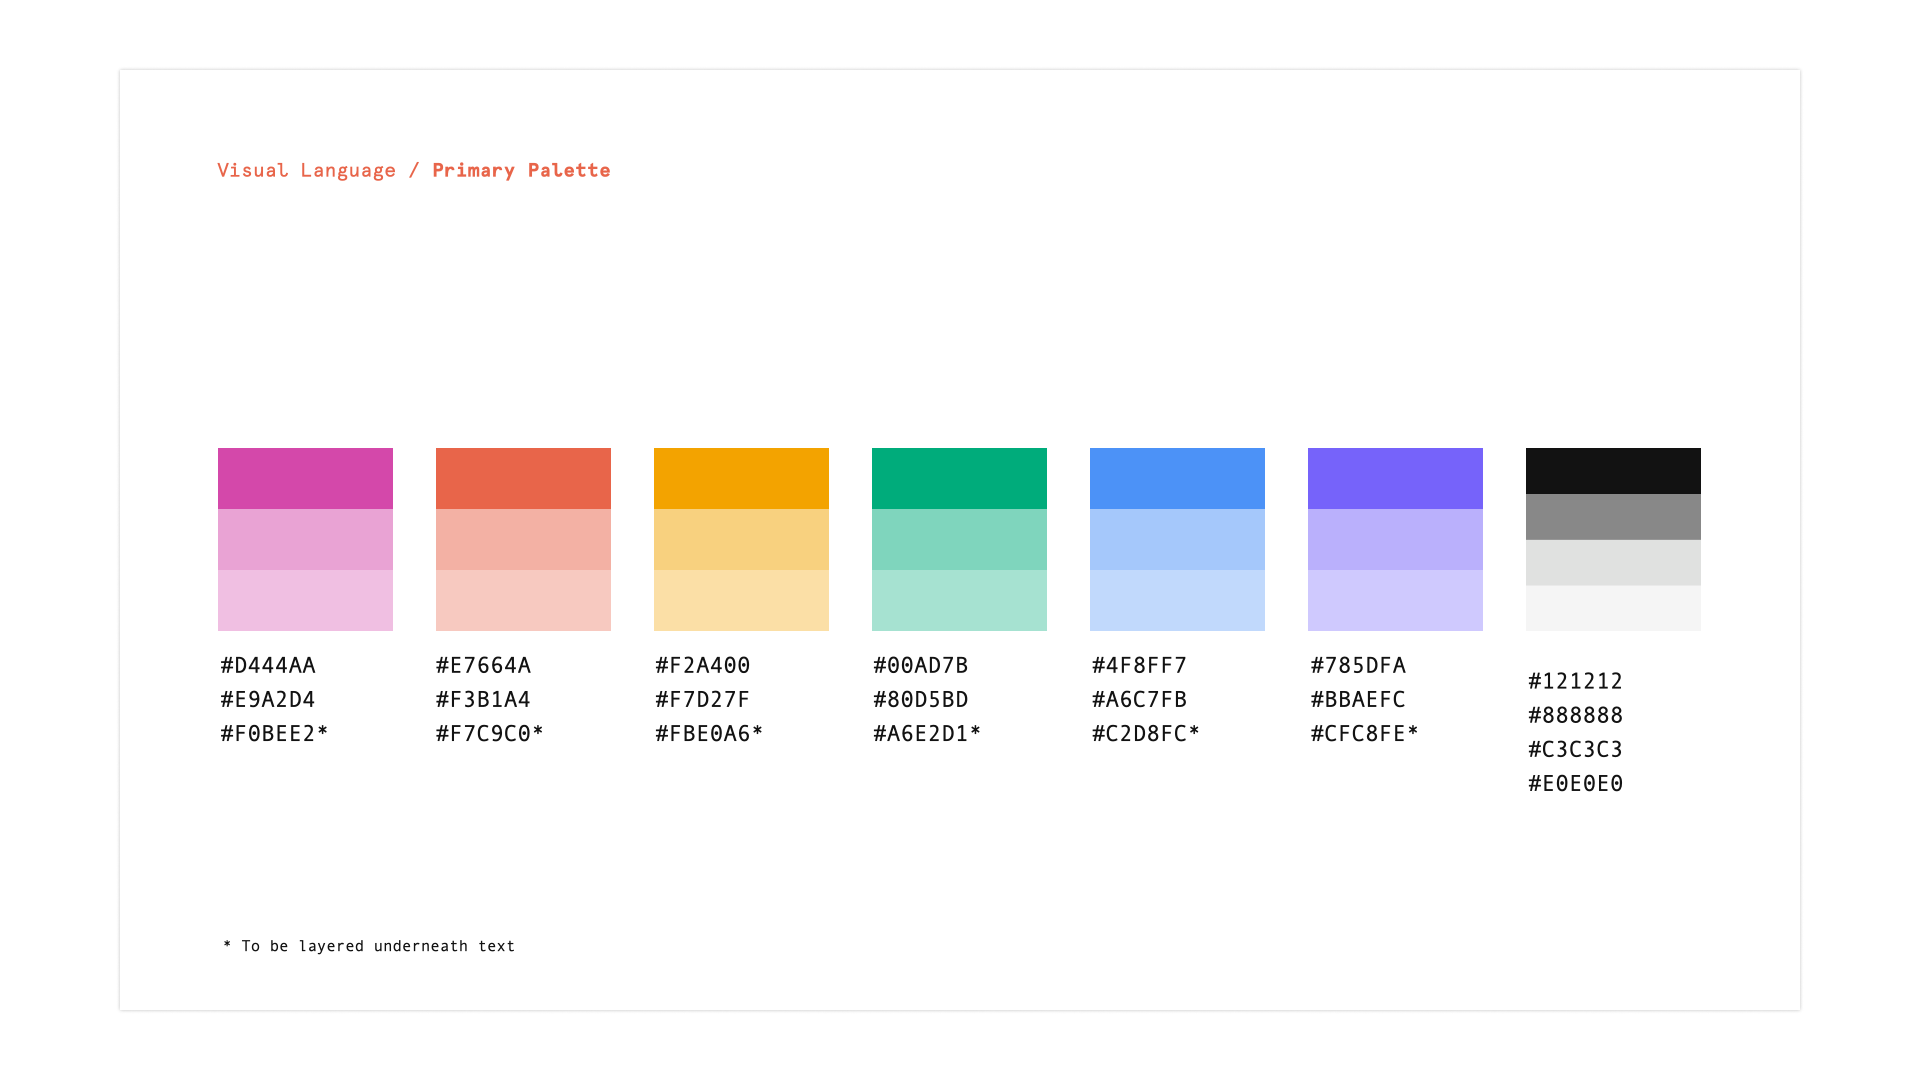 Visual Language / Primary Palette
#D444AA
#E9A2D4
#F0BEE2*
#E7664A
#F3B1A4
#F7C9C0*
#F2A400
#F7D27F
#FBE0A6*
#00AD7B
#80D5BD
#A6E2D1*
#4F8FF7
#A6C7FB
#C2D8FC*
#785DFA
#BBAEFC
#CFC8FE*
#121212
#888888
#C3C3C3
#E0E0E0
* To be layered underneath text